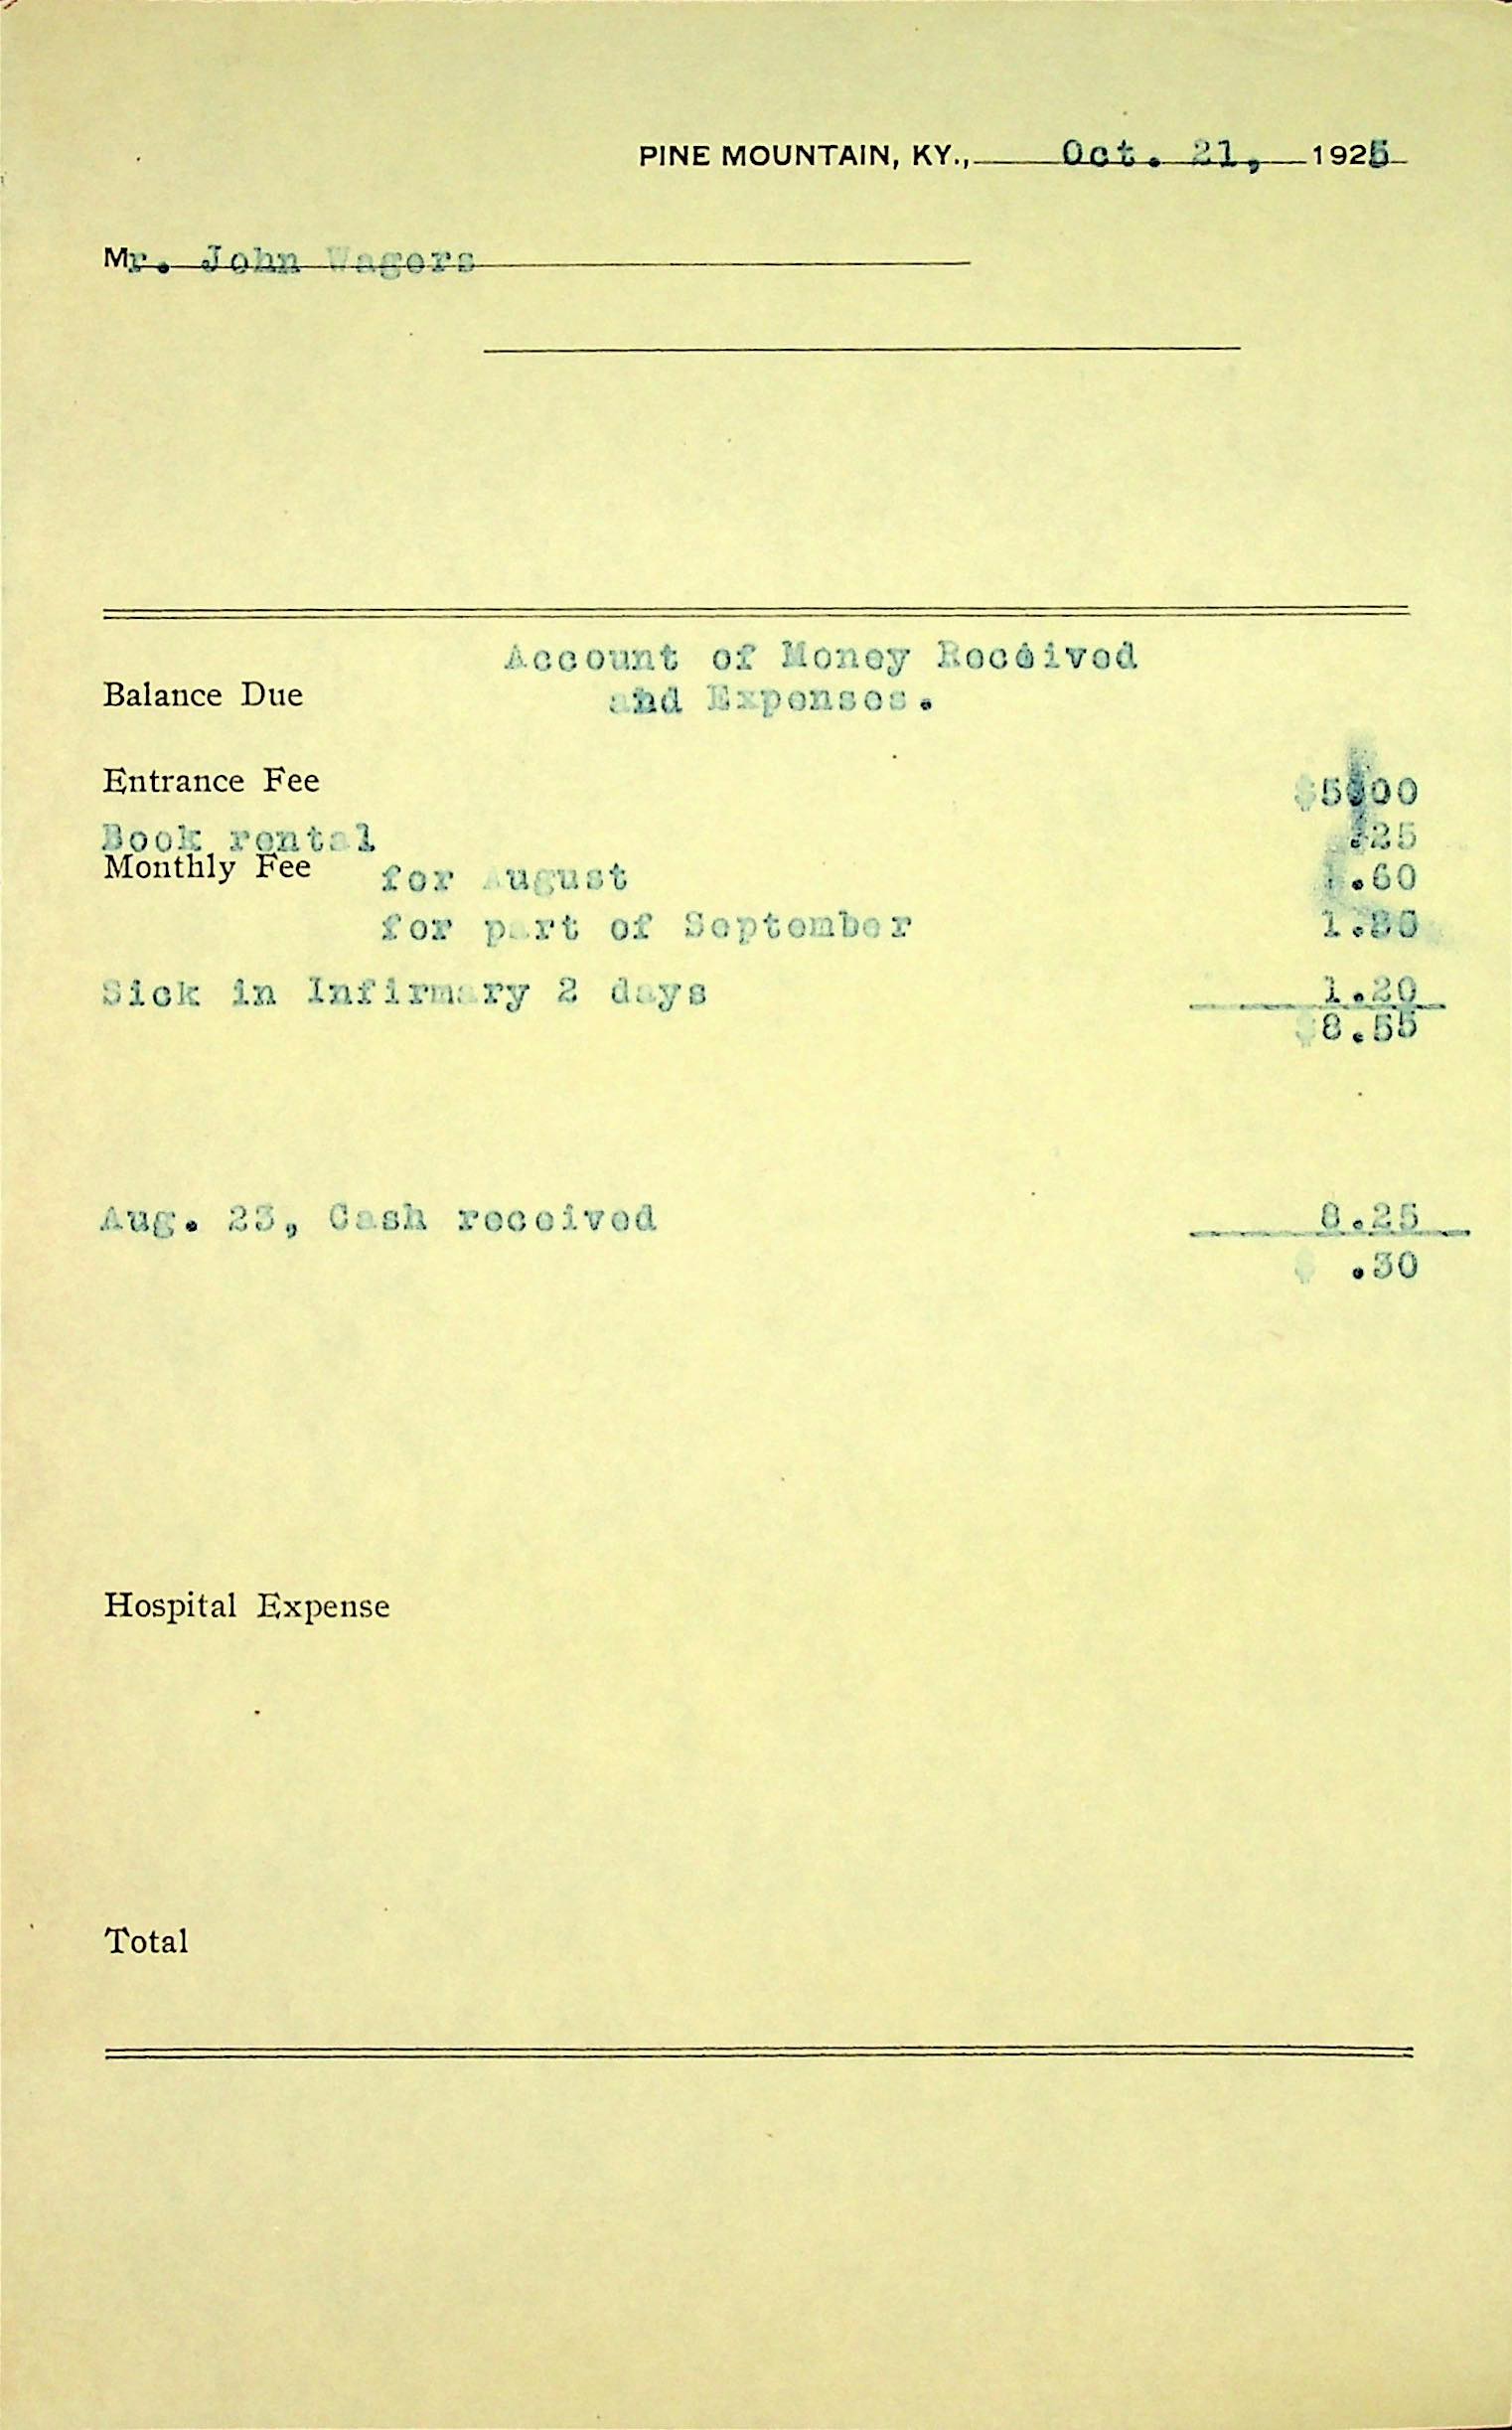 PINE MOUNTAIN, KY., Oct. 21, 1925
Mr. John Wagers
Account of Money Received
Balance Due and Expenses.
Entrance Fee $5.00
Book rental .25
Monthly Fee for August .60
for part of September 1.50
Sick in Infirmary 2 days 1.20
$8.55
Aug. 23, Cash received 8.25
$ .30
Hospital Expense
Total